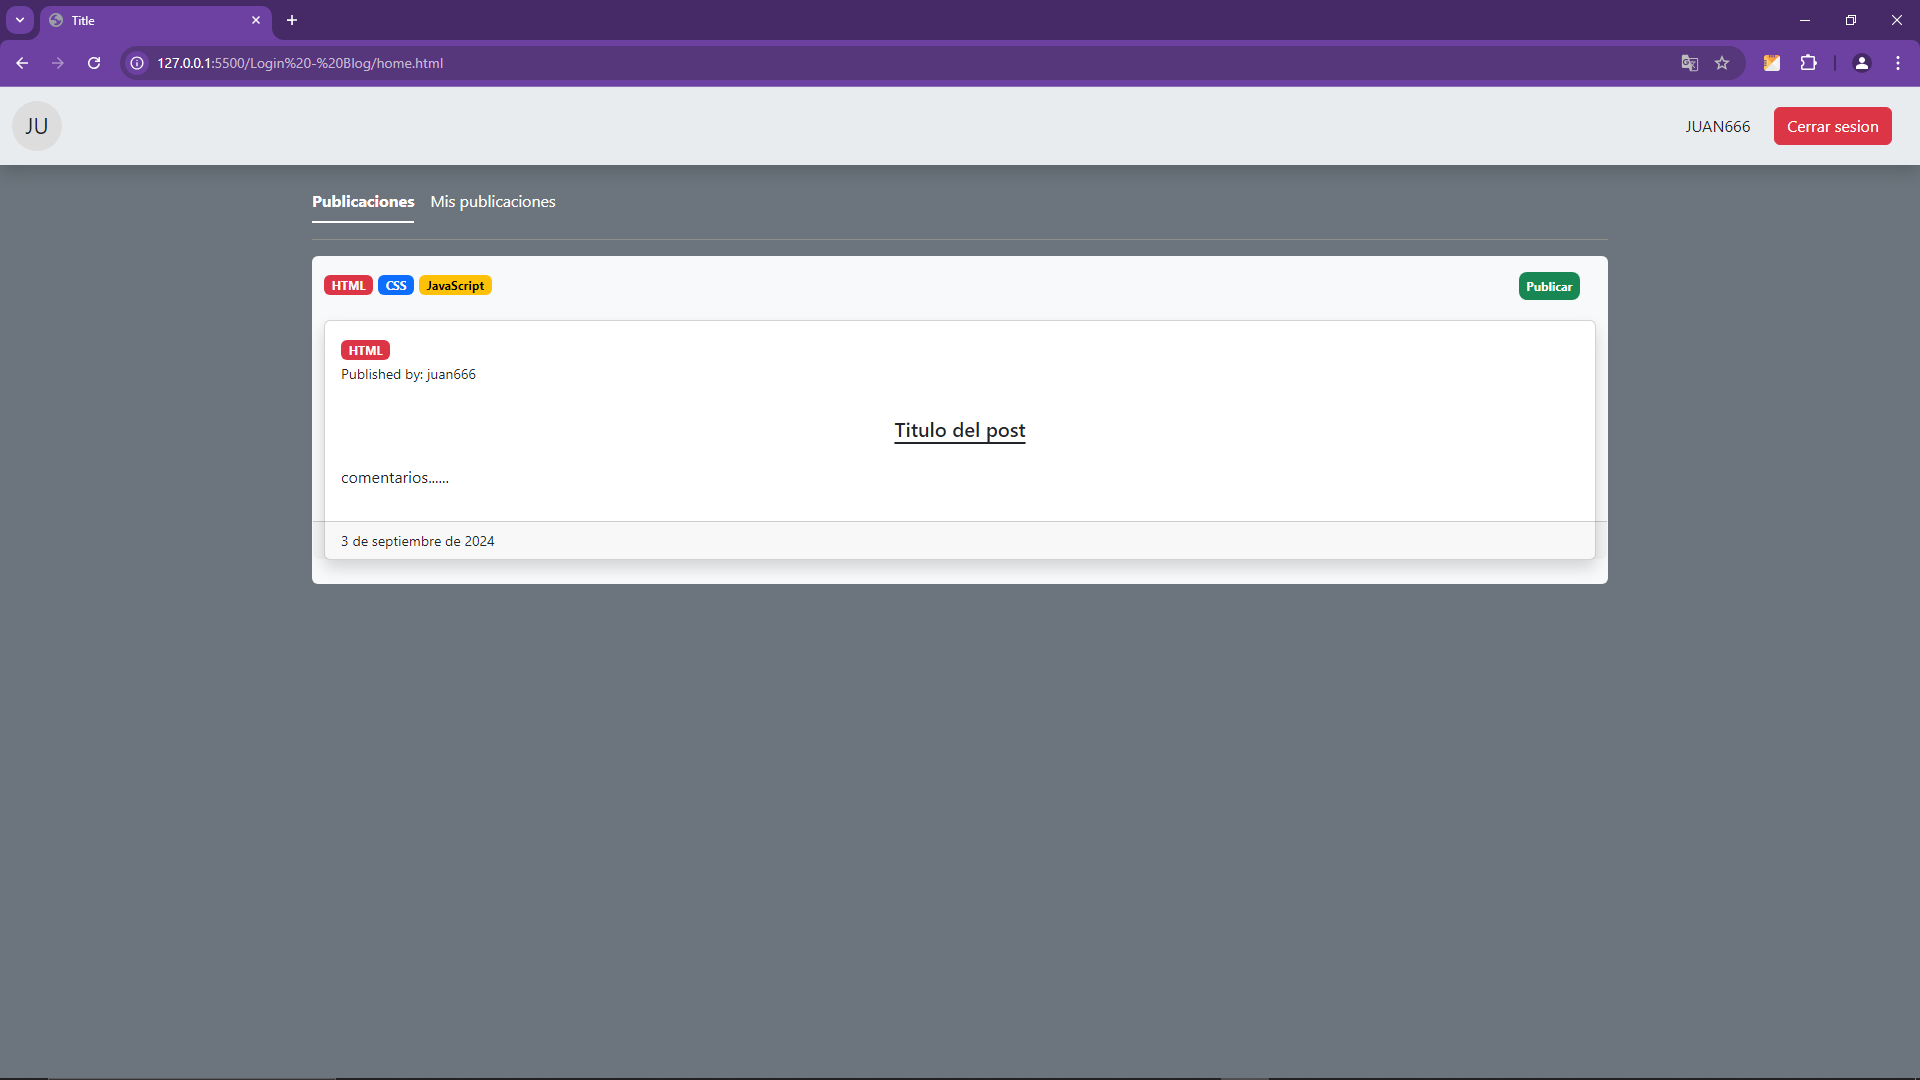 Title
127.0.0.1:5500/Login%20-%20Blog/home.html
JU
JUAN666
Cerrar sesion
Publicaciones
Mis publicaciones
HTML
CSS
JavaScript
Publicar
HTML
Published by: juan666
Titulo del post
comentarios......
3 de septiembre de 2024